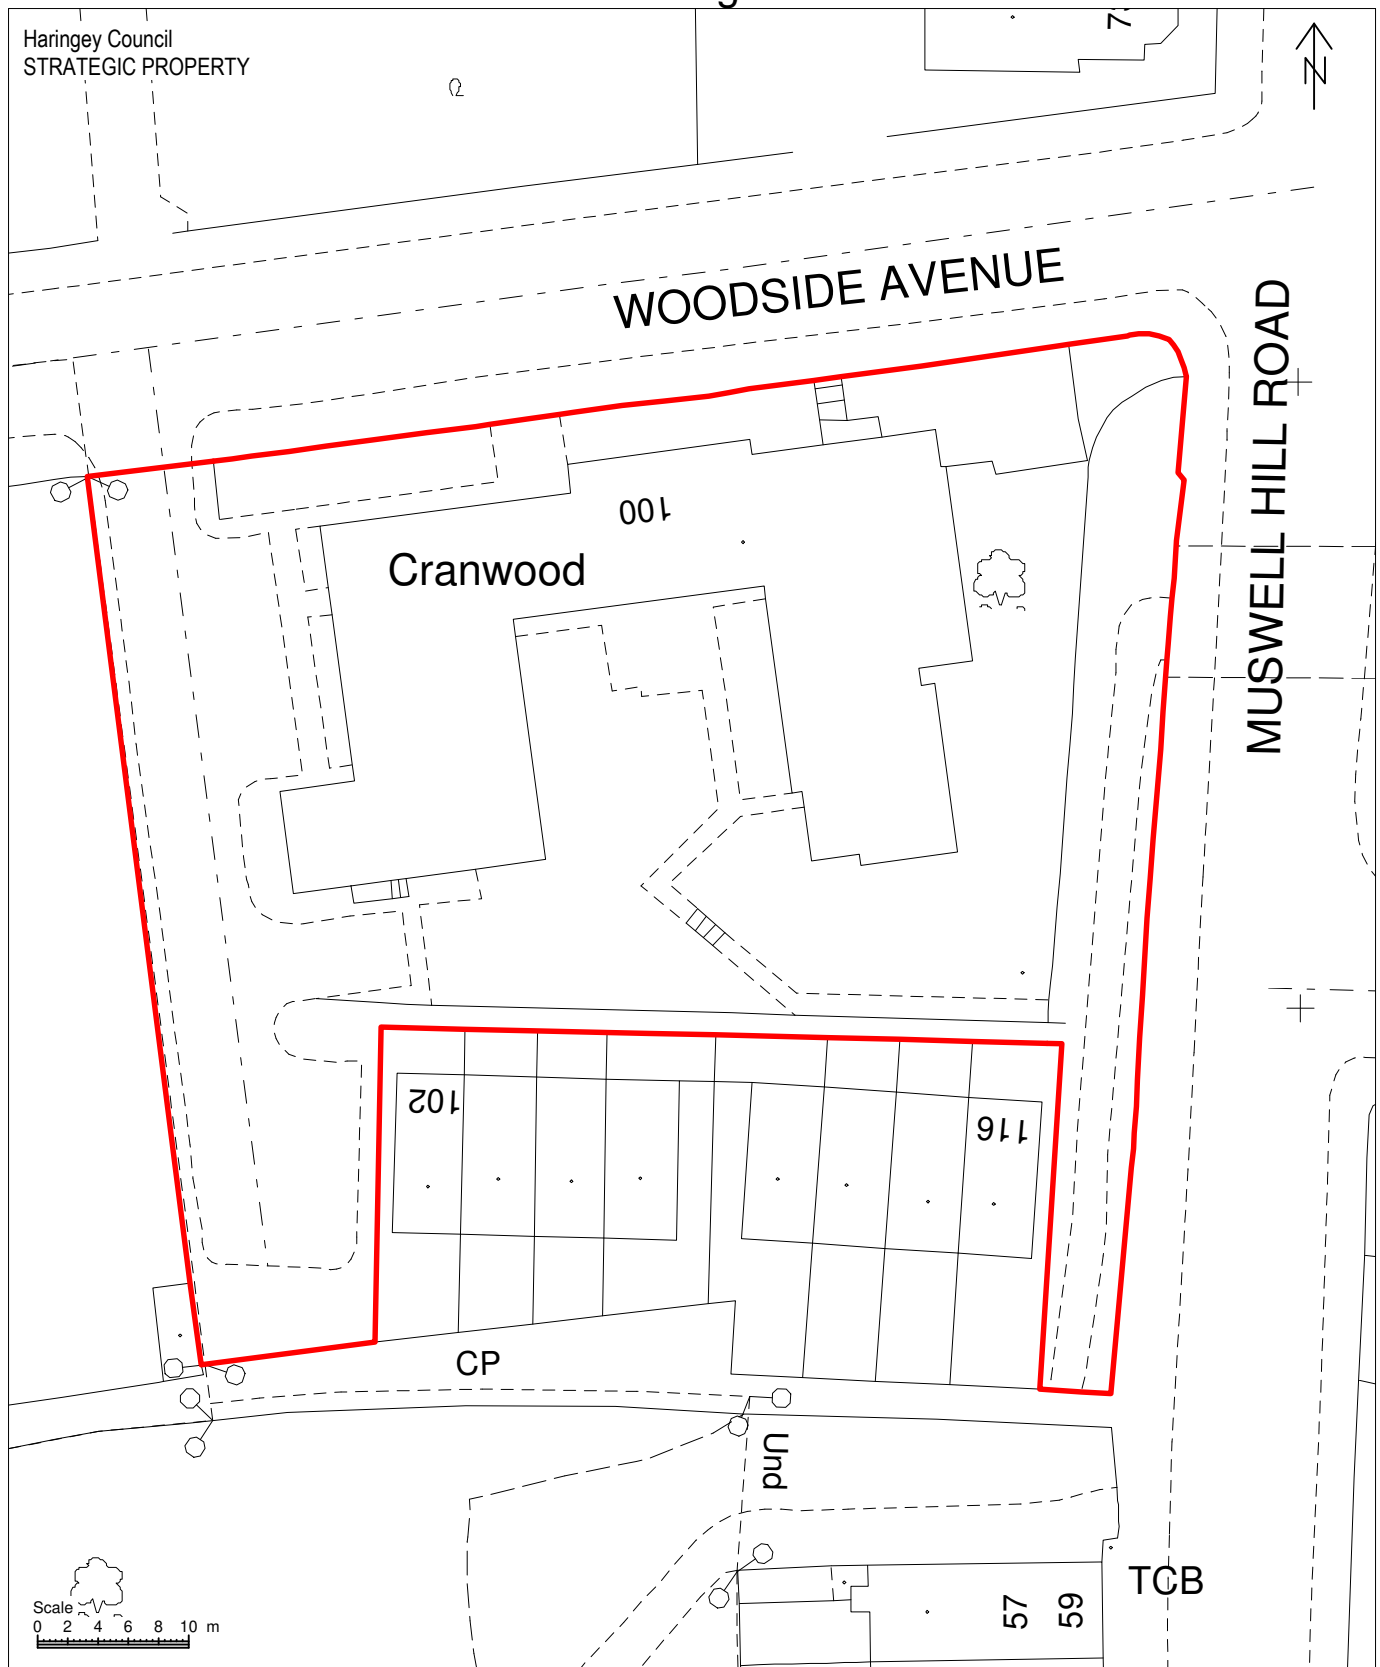 Haringey Council
STRATEGIC PROPERTY
N
WOODSIDE AVENUE
MUSWELL HILL ROAD
100
Cranwood
102
116
CP
Und
TCB
57
59
Scale
0 2 4 6 8 10 m